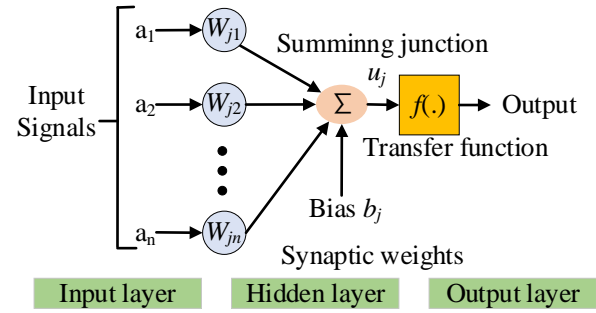 a1
Wj1
Summinng junction
uj
Input
Signals
a2
Wj2
Σ
f(.)
Output
Transfer function
Bias bj
an
Wjn
Synaptic weights
Input layer
Hidden layer
Output layer